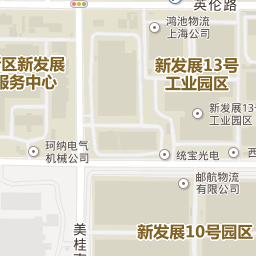 英伦路
鸿池物流
上海公司
区新发展
服务中心
新发展13号
工业园区
新发展13
工业园区
珂纳电气
机械公司
统宝光电
西
邮航物流
有限公司
新发展10号园区
美桂